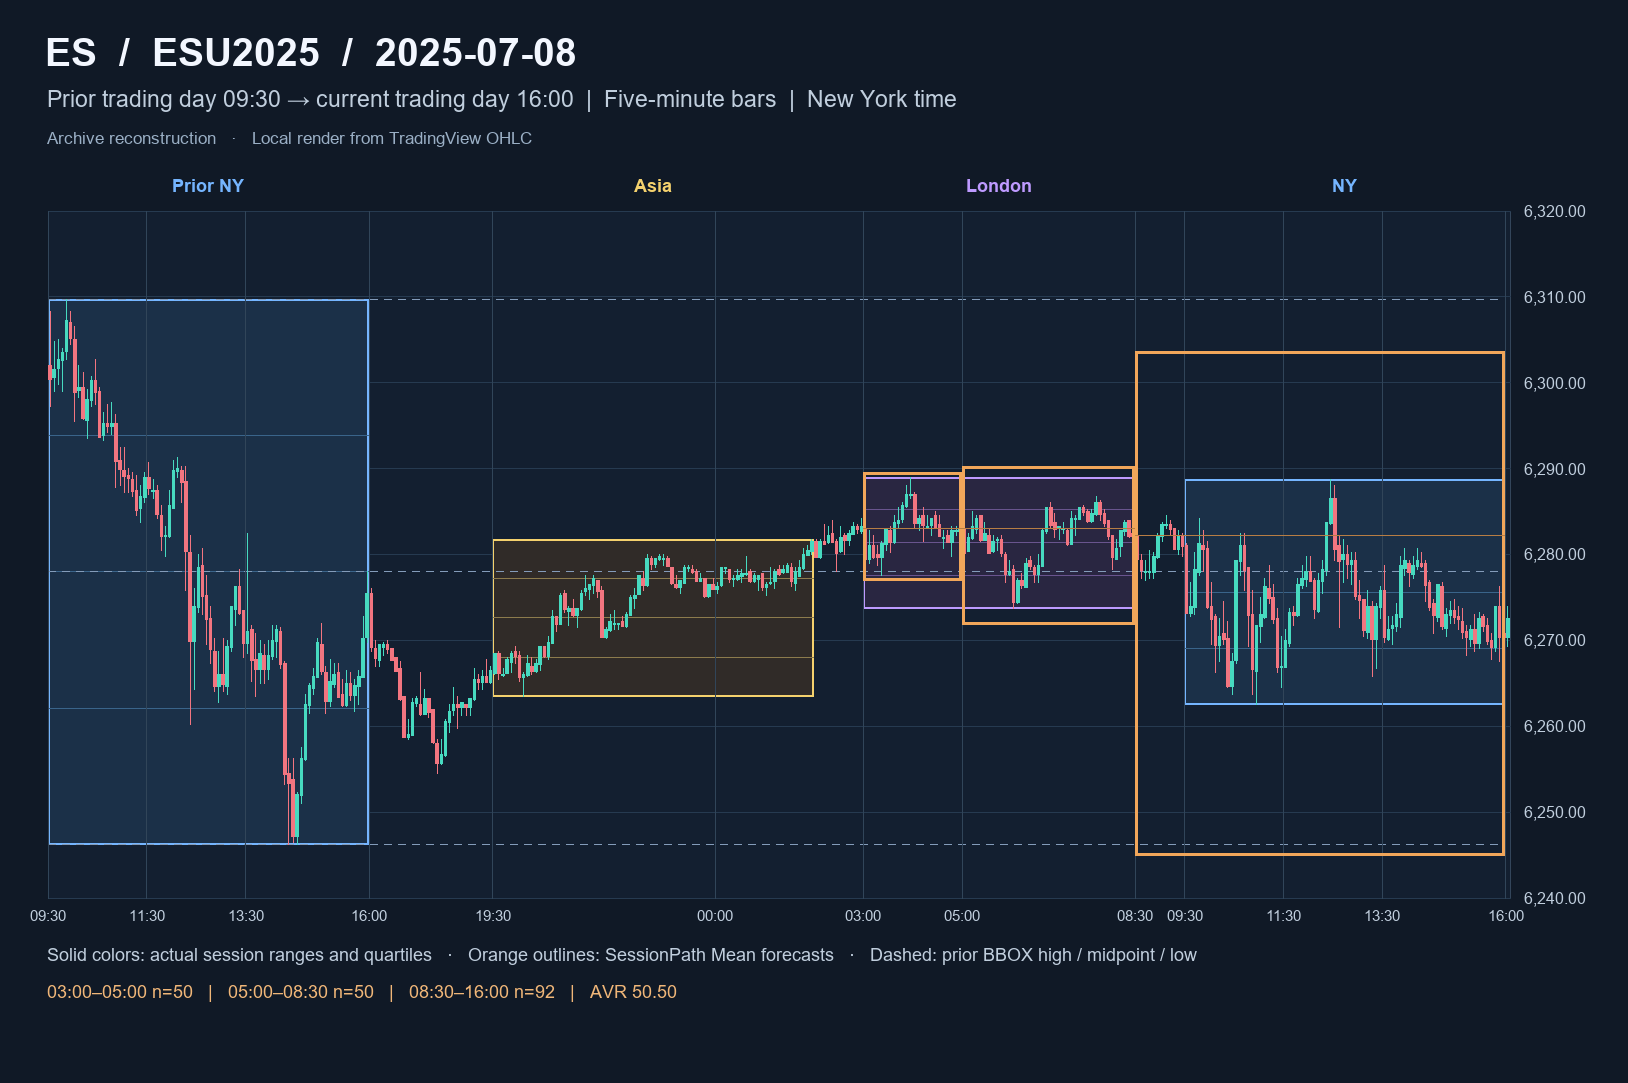 ES / ESU2025 / 2025-07-08
Prior trading day 09:30 → current trading day 16:00 | Five-minute bars | New York time
Archive reconstruction · Local render from TradingView OHLC
Prior NY Asia London NY
6,320.00
6,310.00
6,300.00
6,290.00
6,280.00
6,270.00
6,260.00
6,250.00
6,240.00
09:30 11:30 13:30 16:00 19:30 00:00 03:00 05:00 08:30 09:30 11:30 13:30 16:00
Solid colors: actual session ranges and quartiles · Orange outlines: SessionPath Mean forecasts · Dashed: prior BBOX high / midpoint / low
03:00–05:00 n=50 | 05:00–08:30 n=50 | 08:30–16:00 n=92 | AVR 50.50